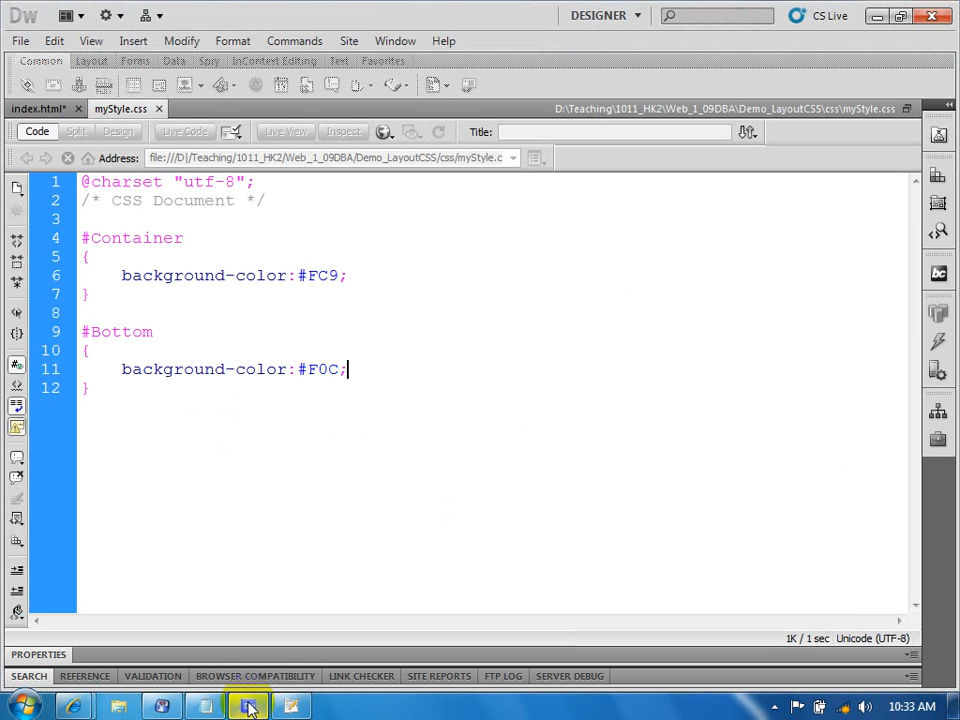 Dw DESIGNER CS Live
File Edit View Insert Modify Format Commands Site Window Help
Common Layout Forms Data Spry InContext Editing Text Favorites
index.html* myStyle.css D:\Teaching\1011_HK2\Web_1_09DBA\Demo_LayoutCSS\css\myStyle.css
Code Split Design Live Code Live View Inspect Title:
Address: file:///D|/Teaching/1011_HK2/Web_1_09DBA/Demo_LayoutCSS/css/myStyle.c
1 @charset "utf-8";
2 /* CSS Document */
3
4 #Container
5 {
6 background-color:#FC9;
7 }
8
9 #Bottom
10 {
11 background-color:#F0C;
12 }
1K / 1 sec Unicode (UTF-8)
PROPERTIES
SEARCH REFERENCE VALIDATION BROWSER COMPATIBILITY LINK CHECKER SITE REPORTS FTP LOG SERVER DEBUG
10:33 AM